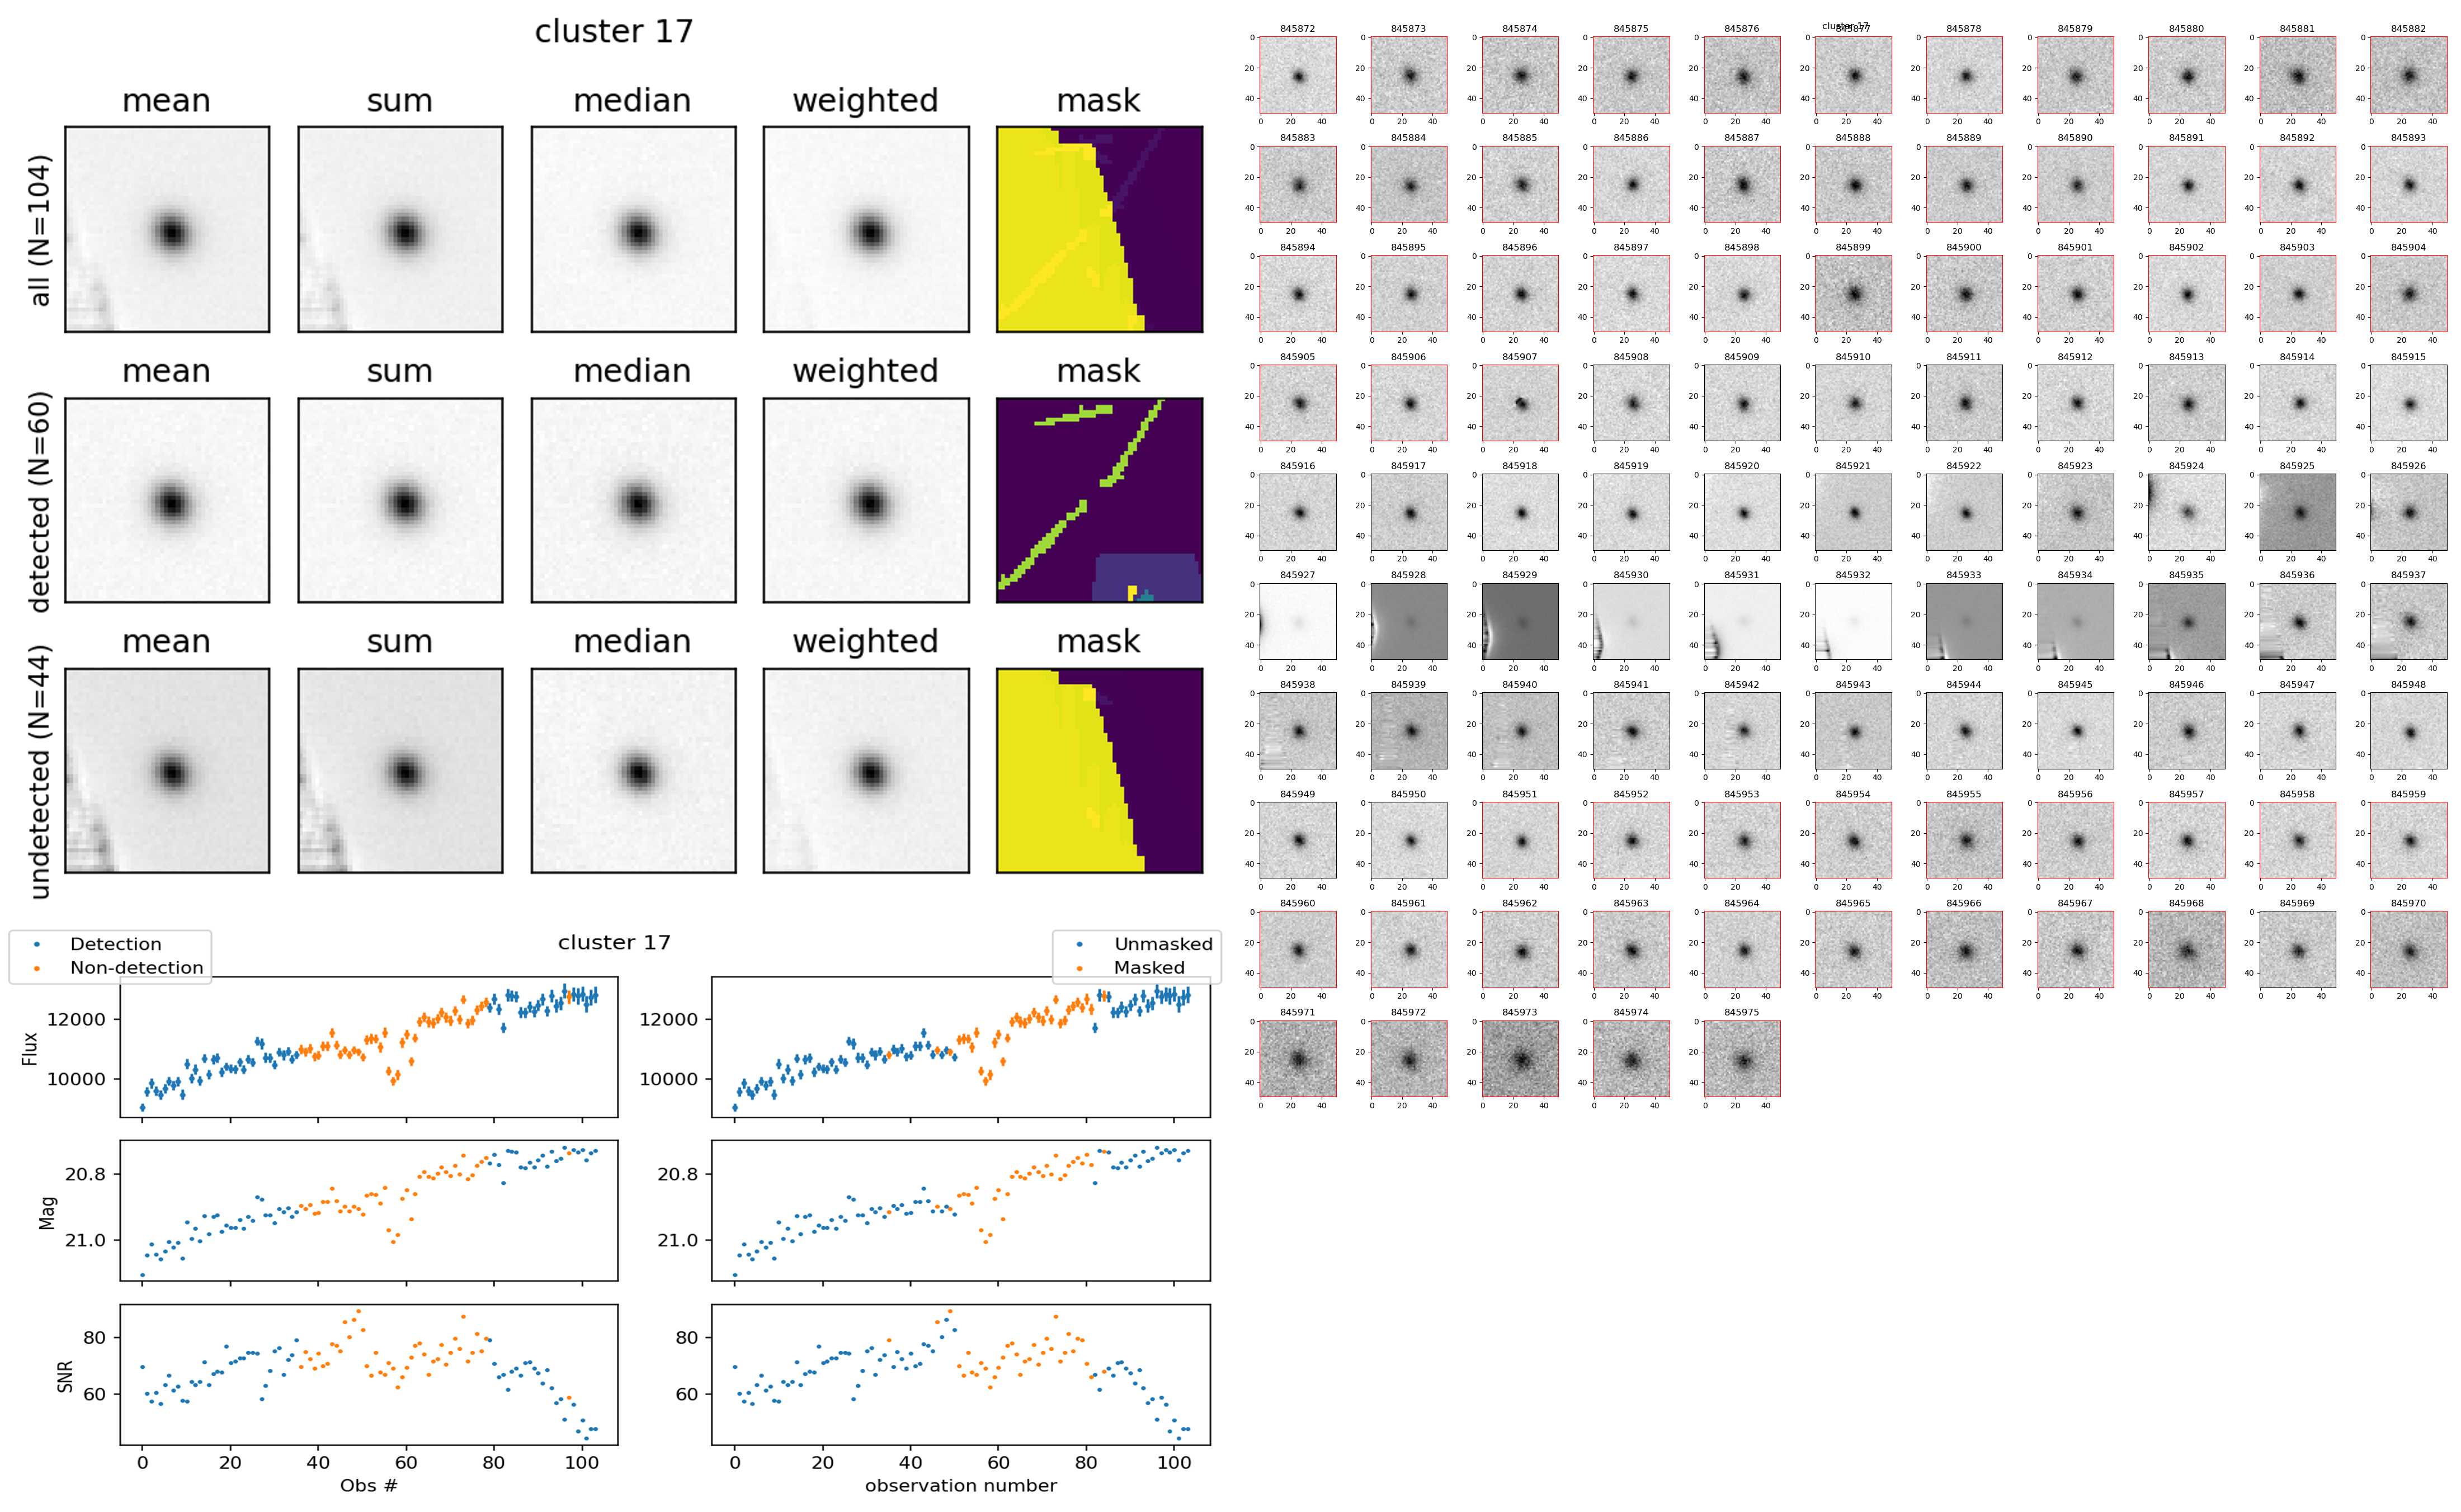 cluster 17
mean sum median weighted mask
all (N=104)
mean sum median weighted mask
detected (N=60)
mean sum median weighted mask
undetected (N=44)
Detection
Non-detection
cluster 17
Unmasked
Masked
Flux
12000
10000
12000
10000
Mag
20.8
21.0
20.8
21.0
SNR
80
60
80
60
0 20 40 60 80 100
Obs #
0 20 40 60 80 100
observation number
cluster 17
845872 845873 845874 845875 845876 845877 845878 845879 845880 845881 845882
845883 845884 845885 845886 845887 845888 845889 845890 845891 845892 845893
845894 845895 845896 845897 845898 845899 845900 845901 845902 845903 845904
845905 845906 845907 845908 845909 845910 845911 845912 845913 845914 845915
845916 845917 845918 845919 845920 845921 845922 845923 845924 845925 845926
845927 845928 845929 845930 845931 845932 845933 845934 845935 845936 845937
845938 845939 845940 845941 845942 845943 845944 845945 845946 845947 845948
845949 845950 845951 845952 845953 845954 845955 845956 845957 845958 845959
845960 845961 845962 845963 845964 845965 845966 845967 845968 845969 845970
845971 845972 845973 845974 845975